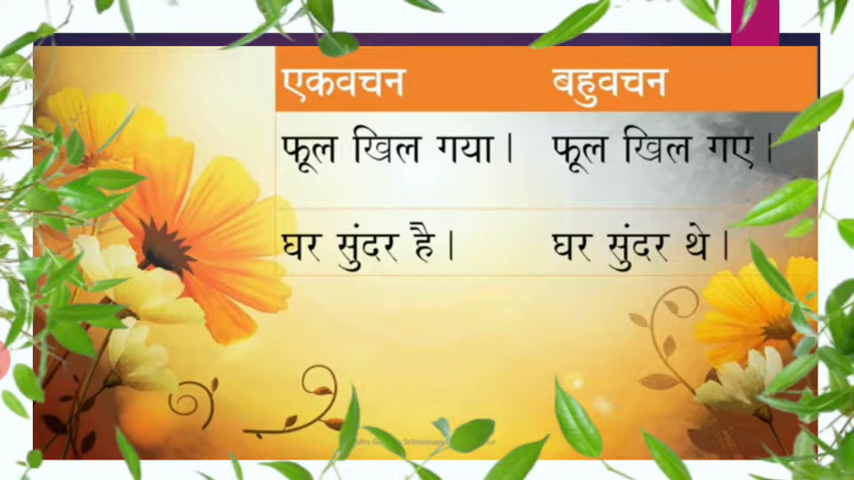 एकवचन बहुवचन
फूल खिल गया। फूल खिल गए।
घर सुंदर है। घर सुंदर थे।